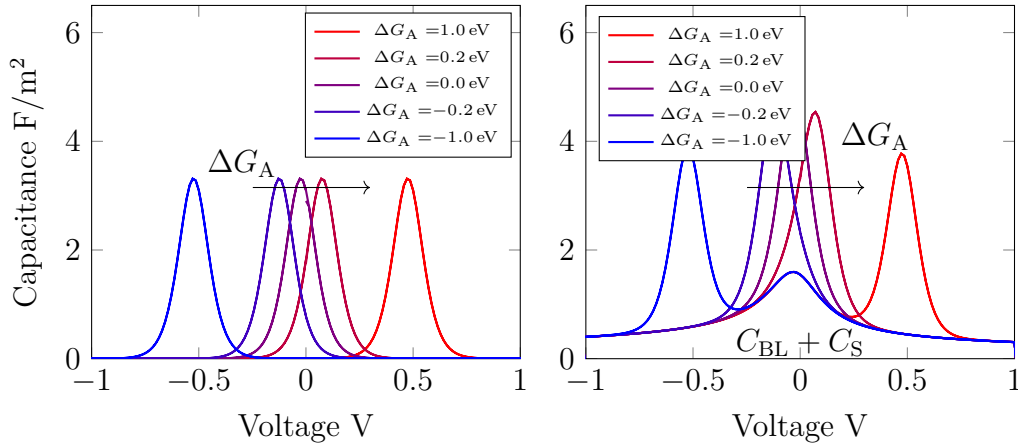 6
4
2
0
−1
−0.5
0
0.5
1
Capacitance F/m²
Voltage V
ΔG_A =1.0 eV
ΔG_A =0.2 eV
ΔG_A =0.0 eV
ΔG_A =−0.2 eV
ΔG_A =−1.0 eV
ΔG_A
6
4
2
0
−1
−0.5
0
0.5
1
Voltage V
ΔG_A =1.0 eV
ΔG_A =0.2 eV
ΔG_A =0.0 eV
ΔG_A =−0.2 eV
ΔG_A =−1.0 eV
ΔG_A
C_BL + C_S